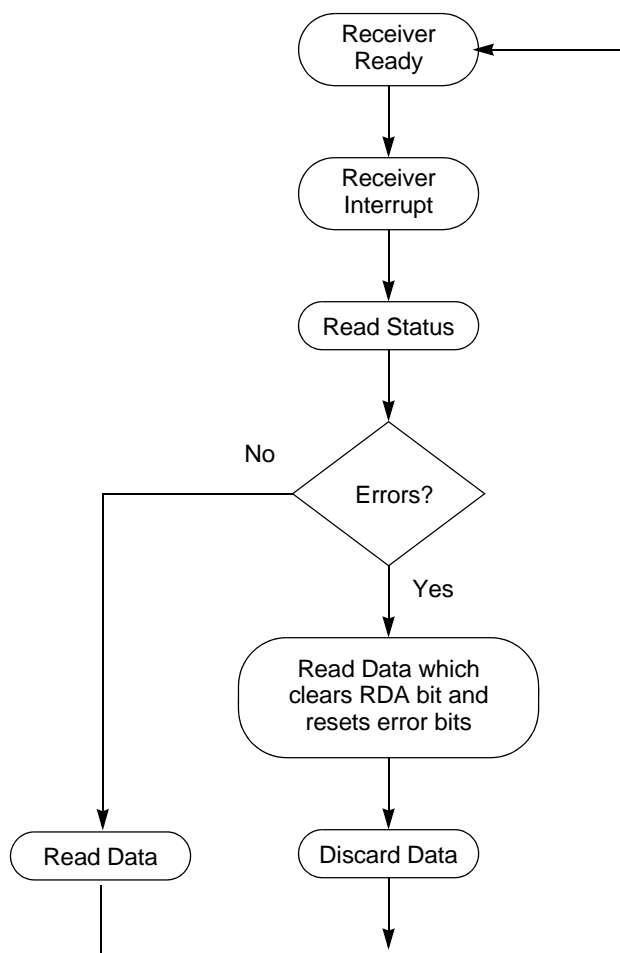 Receiver
Ready
Receiver
Interrupt
Read Status
No
Errors?
Yes
Read Data which
clears RDA bit and
resets error bits
Read Data
Discard Data